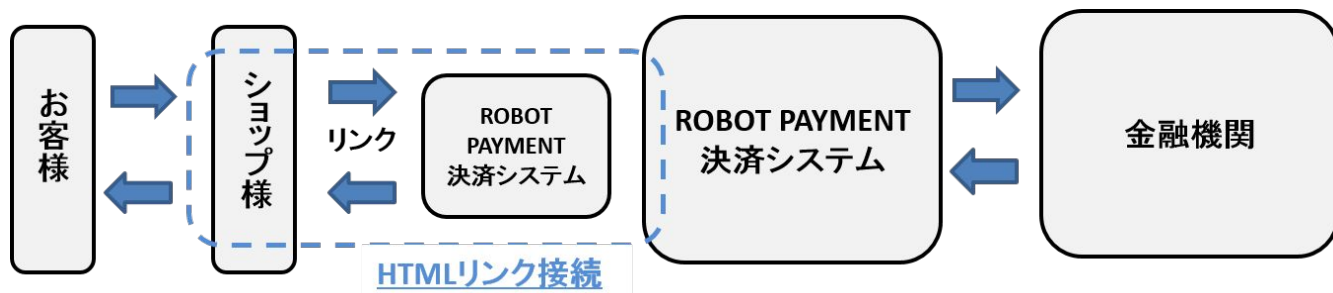 お客様
ショップ様
リンク
ROBOT
PAYMENT
決済システム
ROBOT PAYMENT
決済システム
金融機関
HTMLリンク接続